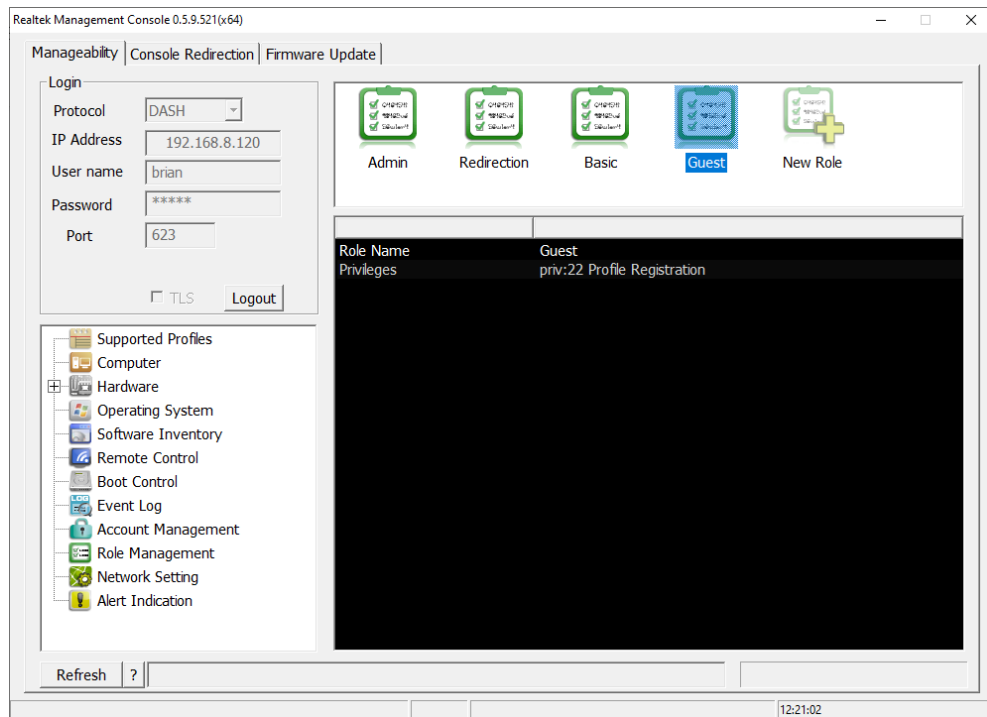 Realtek Management Console 0.5.9.521(x64)
Manageability Console Redirection Firmware Update
Login
Protocol DASH
IP Address 192.168.8.120
User name brian
Password *****
Port 623
TLS Logout
Admin Redirection Basic Guest New Role
Role Name Guest
Privileges priv:22 Profile Registration
Supported Profiles
Computer
Hardware
Operating System
Software Inventory
Remote Control
Boot Control
LOG
Event Log
Account Management
Role Management
Network Setting
Alert Indication
Refresh ?
12:21:02